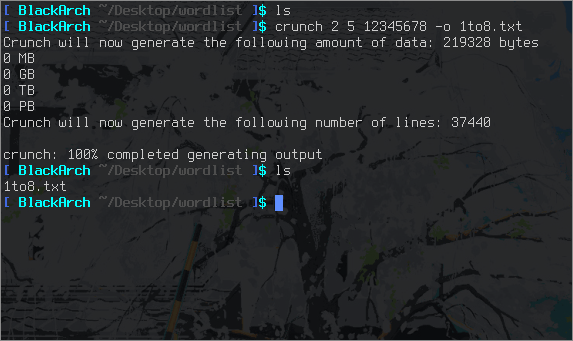 [ BlackArch ~/Desktop/wordlist ]$ ls
[ BlackArch ~/Desktop/wordlist ]$ crunch 2 5 12345678 -o 1to8.txt
Crunch will now generate the following amount of data: 219328 bytes
0 MB
0 GB
0 TB
0 PB
Crunch will now generate the following number of lines: 37440
crunch: 100% completed generating output
[ BlackArch ~/Desktop/wordlist ]$ ls
1to8.txt
[ BlackArch ~/Desktop/wordlist ]$